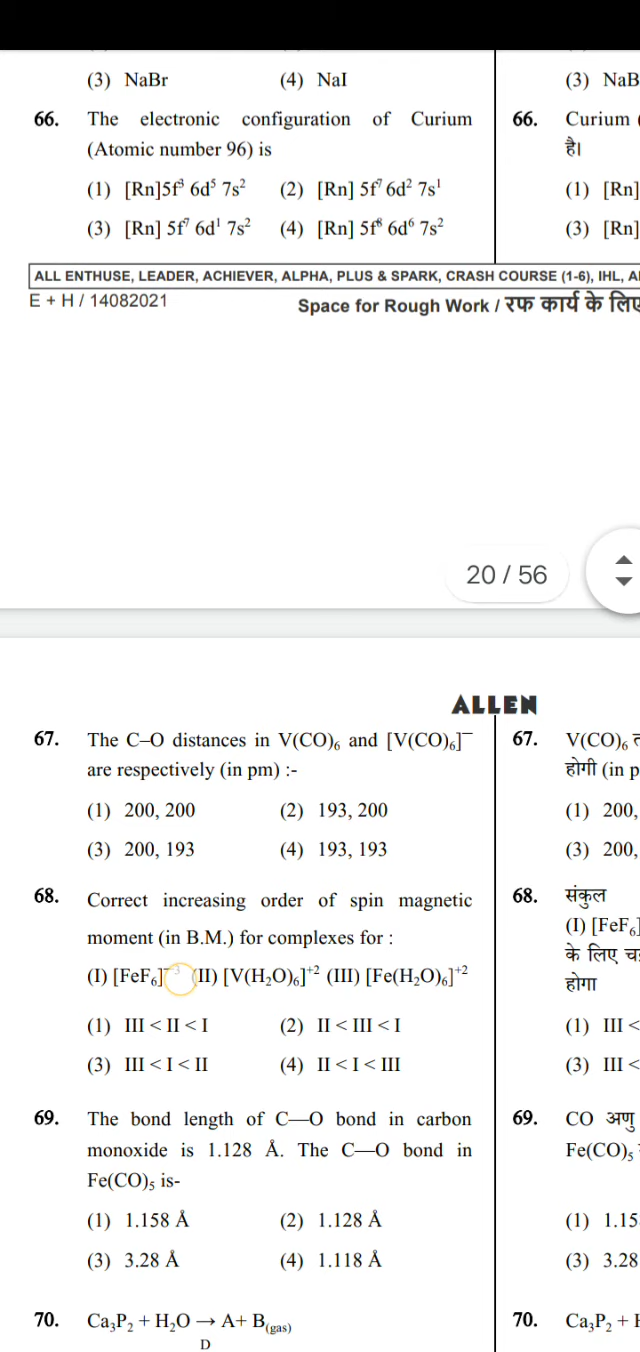 (3) NaBr (4) NaI
(3) NaB
66. The electronic configuration of Curium
(Atomic number 96) is
(1) [Rn]5f³ 6d⁵ 7s² (2) [Rn] 5f⁷ 6d² 7s¹
(3) [Rn] 5f⁷ 6d¹ 7s² (4) [Rn] 5f⁸ 6d⁶ 7s²
66. Curium (
है।
(1) [Rn]
(3) [Rn]
ALL ENTHUSE, LEADER, ACHIEVER, ALPHA, PLUS & SPARK, CRASH COURSE (1-6), IHL, A
E + H / 14082021
Space for Rough Work / रफ कार्य के लिए
20 / 56
ALLEN
67. The C–O distances in V(CO)₆ and [V(CO)₆]⁻
are respectively (in pm) :-
(1) 200, 200 (2) 193, 200
(3) 200, 193 (4) 193, 193
67. V(CO)₆
होगी (in p
(1) 200,
(3) 200,
68. Correct increasing order of spin magnetic
moment (in B.M.) for complexes for :
(I) [FeF₆]⁻³ (II) [V(H₂O)₆]⁺² (III) [Fe(H₂O)₆]⁺²
(1) III < II < I (2) II < III < I
(3) III < I < II (4) II < I < III
68. संकुल
(I) [FeF₆]
के लिए
होगा
(1) III <
(3) III <
69. The bond length of C—O bond in carbon
monoxide is 1.128 Å. The C—O bond in
Fe(CO)₅ is-
(1) 1.158 Å (2) 1.128 Å
(3) 3.28 Å (4) 1.118 Å
69. CO अणु
Fe(CO)₅
(1) 1.15
(3) 3.28
70. Ca₃P₂ + H₂O → A+ B₍gas₎
D
70. Ca₃P₂ +